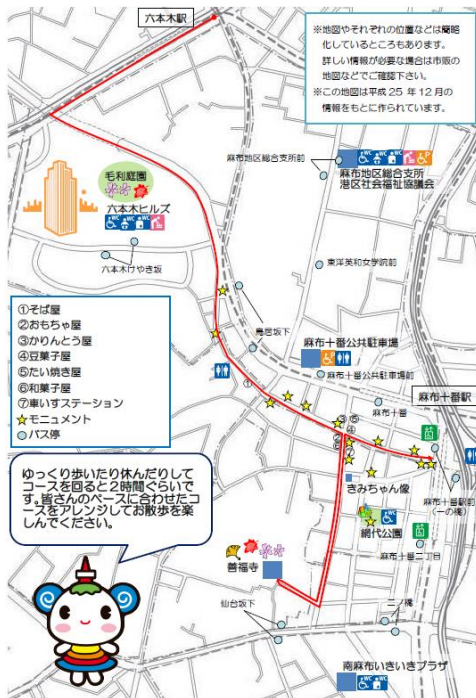 六本木駅
※地図やそれぞれの位置などは簡略
化しているところもあります。
詳しい情報が必要な場合は市販の
地図などでご確認下さい。
※この地図は平成25 年12月の
情報をもとに作られています。
麻布地区総合支所前
麻布地区総合支所
港区社会福祉協議会
毛利庭園
六本木ヒルズ
六本木けやき坂
東洋英和女学院前
①そば屋
②おもちゃ屋
③かりんとう屋
④豆菓子屋
⑤たい焼き屋
⑥和菓子屋
⑦車いすステーション
★モニュメント
バス停
鳥居坂下
麻布十番公共駐車場
麻布十番公共駐車場前
①
麻布十番
麻布十番駅
③⑤
④
⑦
きみちゃん像
麻布十番駅前
(一の橋)
網代公園
麻布十番二丁目
ゆっくり歩いたり休んだりして
コースを回ると2時間ぐらいで
す。皆さんのペースに合わせたコ
ースをアレンジしてお散歩を楽
しんでください。
善福寺
仙台坂下
二ノ橋
南麻布いきいきプラザ